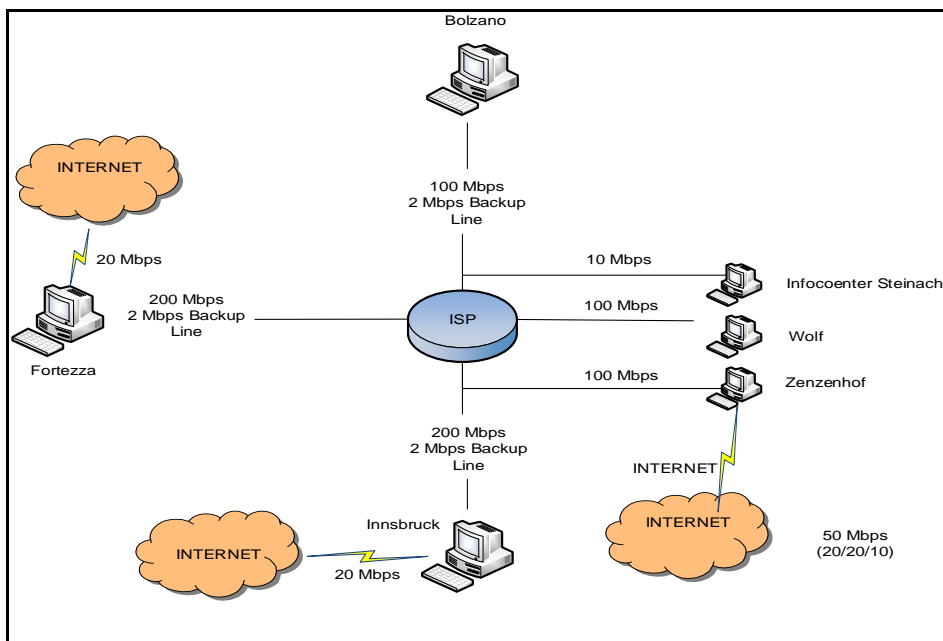 Bolzano
INTERNET
100 Mbps
2 Mbps Backup
Line
20 Mbps
10 Mbps
Infocoenter Steinach
200 Mbps
2 Mbps Backup
Line
ISP
100 Mbps
Wolf
Fortezza
100 Mbps
Zenzenhof
200 Mbps
2 Mbps Backup
Line
INTERNET
Innsbruck
INTERNET
50 Mbps
(20/20/10)
INTERNET
20 Mbps